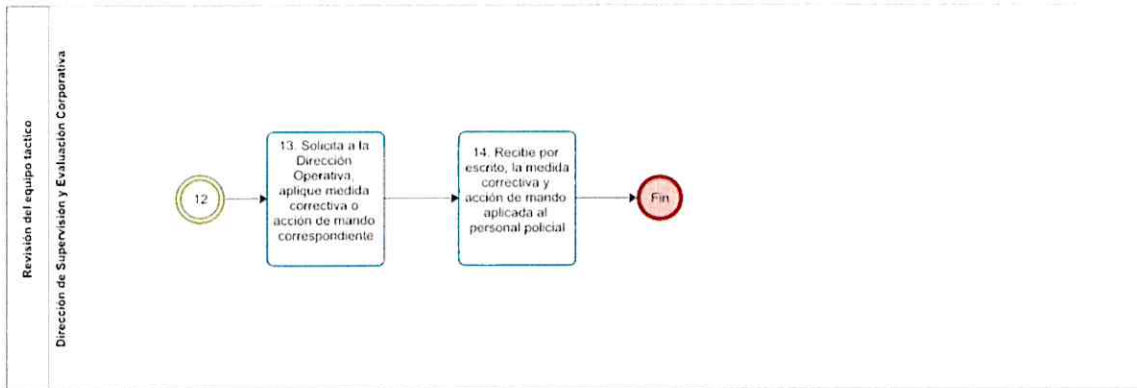 Revisión del equipo tactico
Dirección de Supervisión y Evaluación Corporativa
12
13. Solicita a la
Dirección
Operativa,
aplique medida
correctiva o
acción de mando
correspondiente
14. Recibe por
escrito, la medida
correctiva y
acción de mando
aplicada al
personal policial
Fin